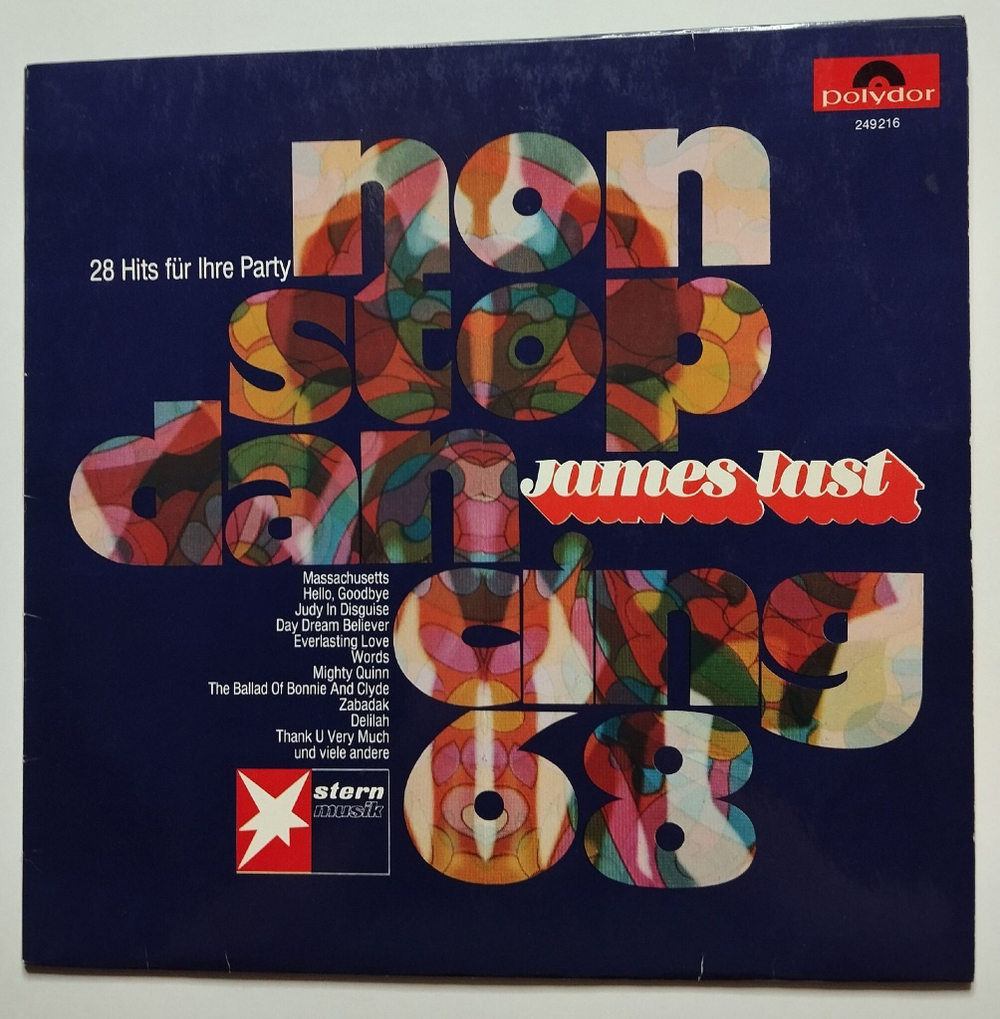 polydor
249216
non
28 Hits für Ihre Party
stop
dan
james last
Massachusetts
Hello, Goodbye
Judy In Disguise
Day Dream Believer
Everlasting Love
Words
Mighty Quinn
The Ballad Of Bonnie And Clyde
Zabadak
Delilah
Thank U Very Much
und viele andere
cing
68
stern
musik